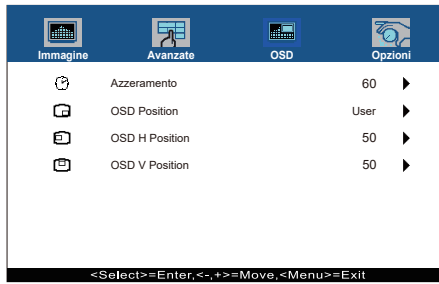 Immagine Avanzate OSD Opzioni
Azzeramento 60
OSD Position User
OSD H Position 50
OSD V Position 50
<Select>=Enter,<-,+>=Move,<Menu>=Exit